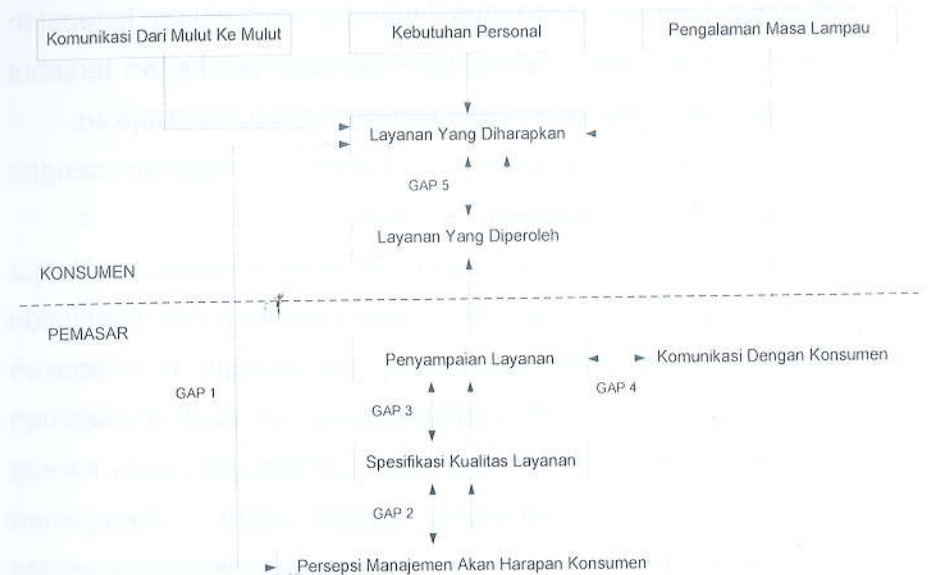 Komunikasi Dari Mulut Ke Mulut
Kebutuhan Personal
Pengalaman Masa Lampau
Layanan Yang Diharapkan
GAP 5
Layanan Yang Diperoleh
KONSUMEN
PEMASAR
Penyampaian Layanan
Komunikasi Dengan Konsumen
GAP 1
GAP 4
GAP 3
Spesifikasi Kualitas Layanan
GAP 2
Persepsi Manajemen Akan Harapan Konsumen